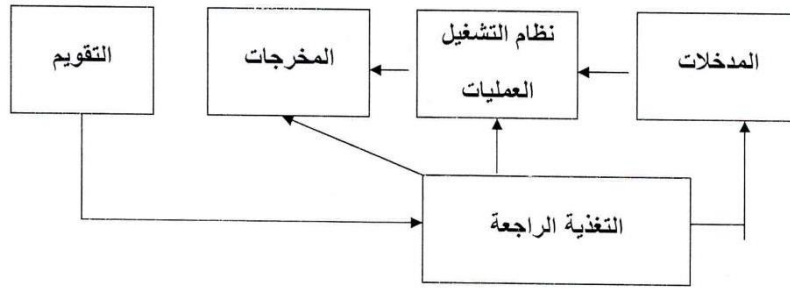 المدخلات
نظام التشغيل
العمليات
المخرجات
التقويم
التغذية الراجعة